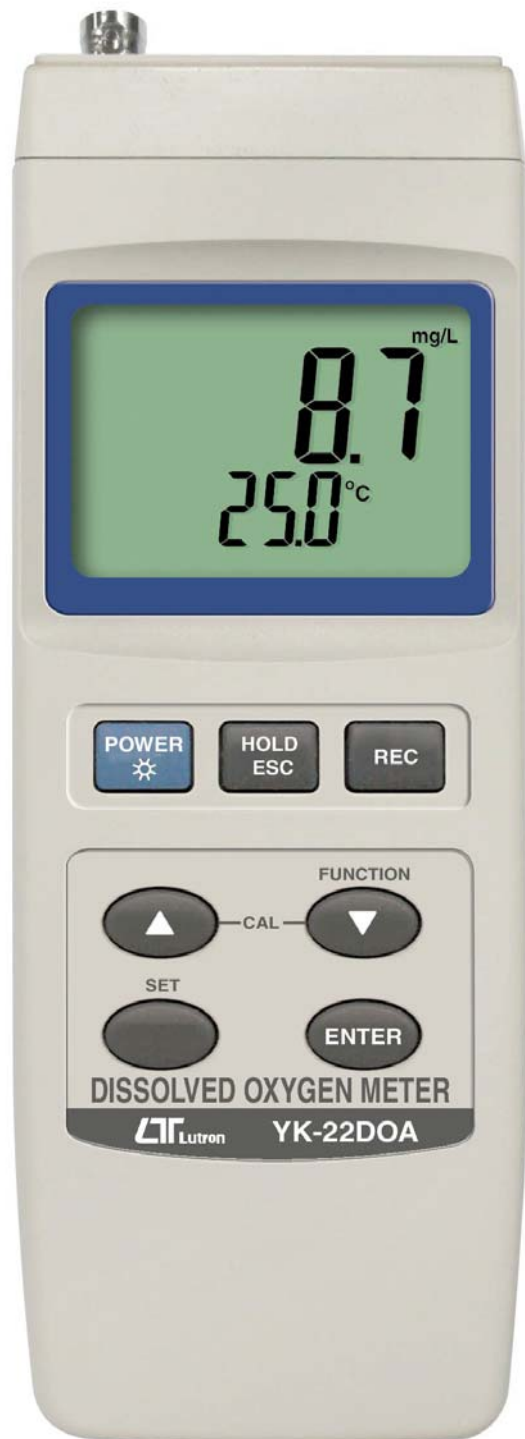 mg/L
8.7
25.0 °C
POWER HOLD ESC REC
FUNCTION
CAL
SET
ENTER
DISSOLVED OXYGEN METER
LT Lutron YK-22DOA